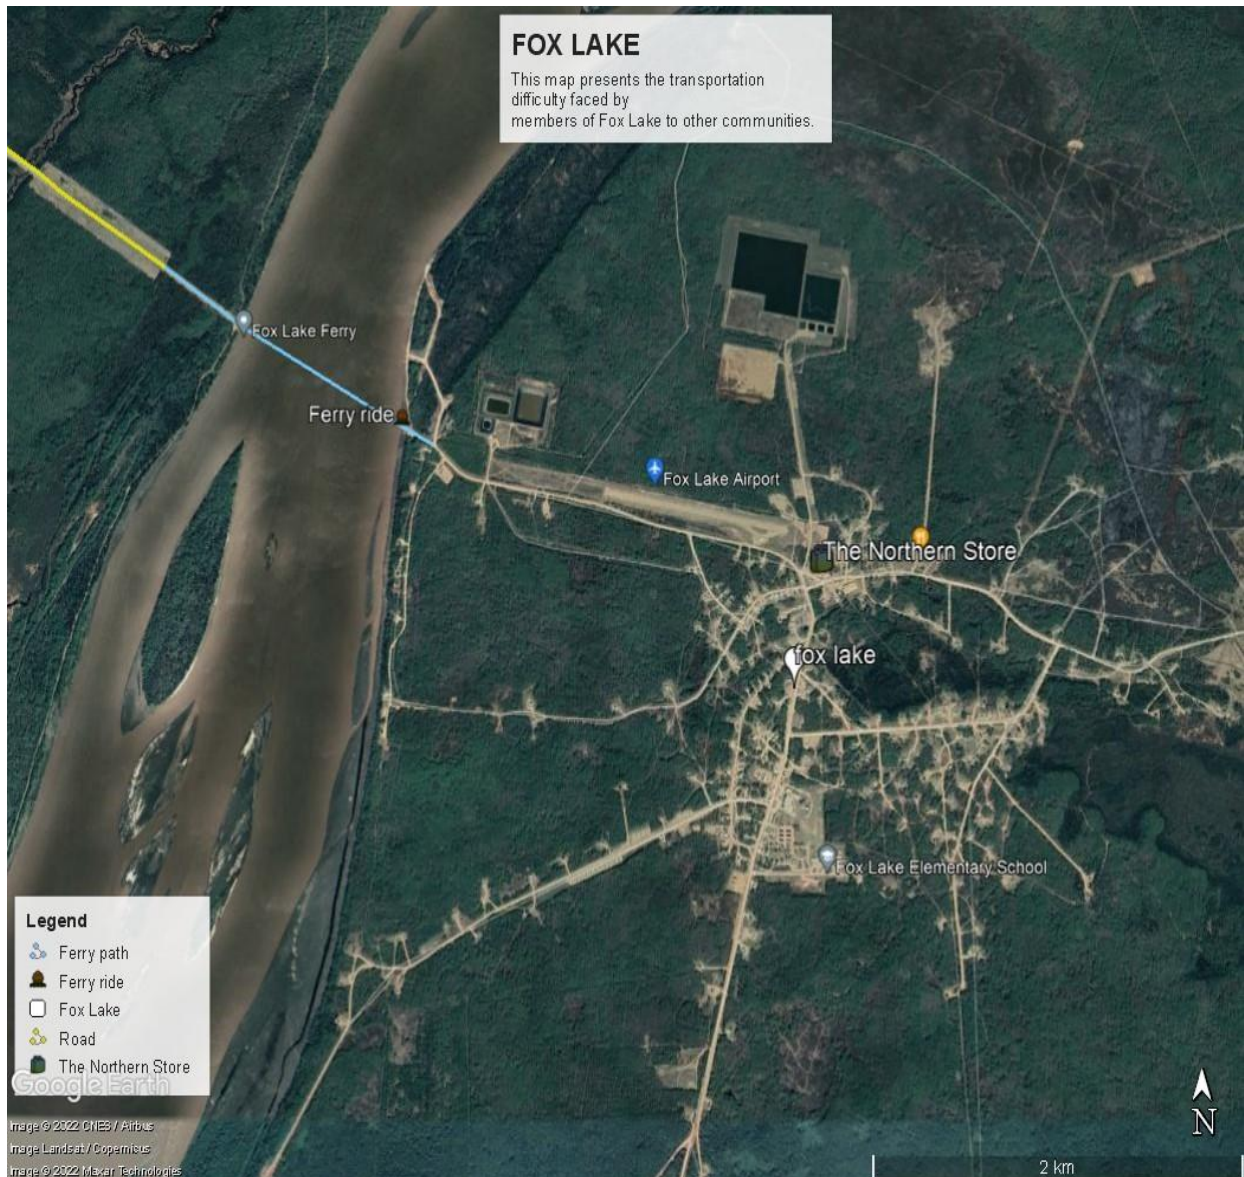 FOX LAKE
This map presents the transportation
difficulty faced by
members of Fox Lake to other communities.
Fox Lake Ferry
Ferry ride
Fox Lake Airport
The Northern Store
fox lake
Fox Lake Elementary School
Legend
Ferry path
Ferry ride
Fox Lake
Road
The Northern Store
Google Earth
Image © 2022 CNES / Airbus
Image Landsat / Copernicus
Image © 2022 Maxar Technologies
N
2 km